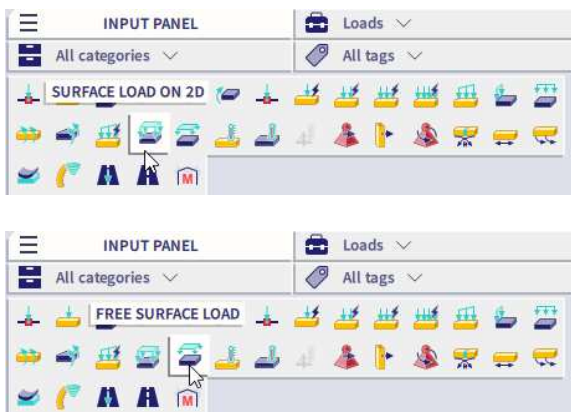 INPUT PANEL
Loads
All categories
All tags
SURFACE LOAD ON 2D
M
INPUT PANEL
Loads
All categories
All tags
FREE SURFACE LOAD
M